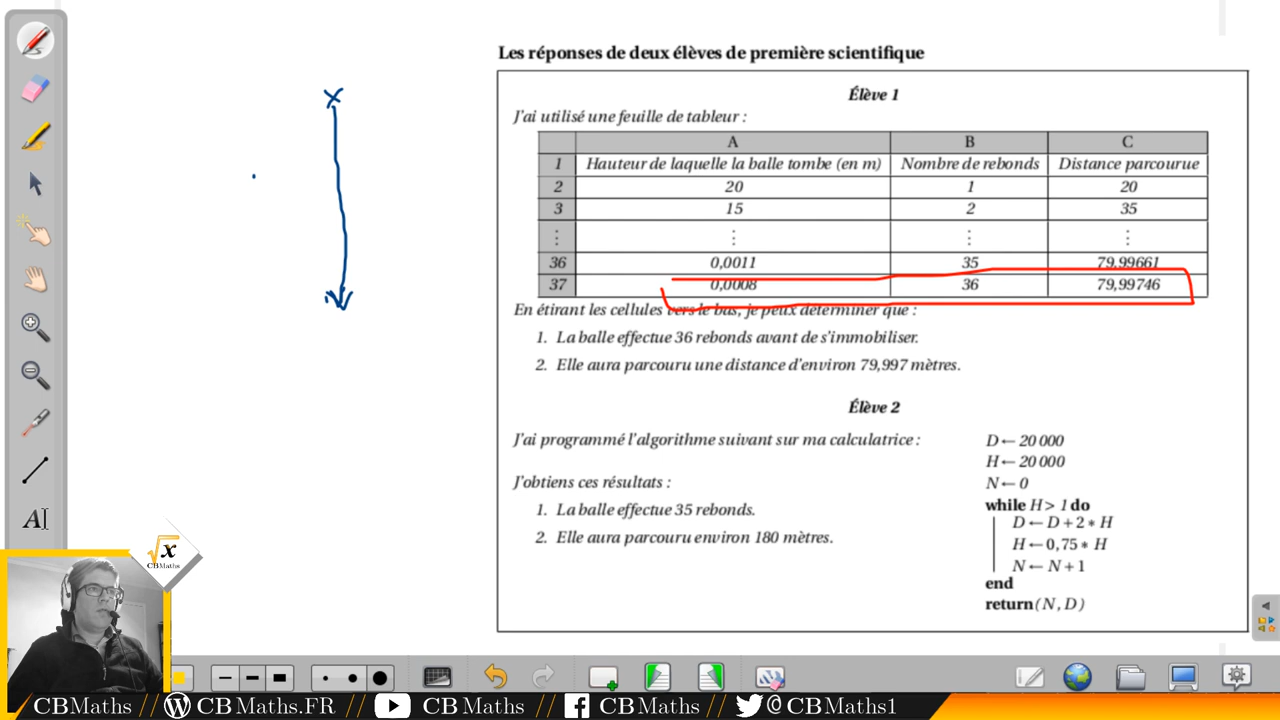 Les réponses de deux élèves de première scientifique
Élève 1
J'ai utilisé une feuille de tableur :
A B C
1 Hauteur de laquelle la balle tombe (en m) Nombre de rebonds Distance parcourue
2 20 1 20
3 15 2 35
⋮ ⋮ ⋮ ⋮
36 0,0011 35 79,99661
37 0,0008 36 79,99746
En étirant les cellules vers le bas, je peux déterminer que :
1. La balle effectue 36 rebonds avant de s'immobiliser.
2. Elle aura parcouru une distance d'environ 79,997 mètres.
Élève 2
J'ai programmé l'algorithme suivant sur ma calculatrice :
J'obtiens ces résultats :
1. La balle effectue 35 rebonds.
2. Elle aura parcouru environ 180 mètres.
D ← 20 000
H ← 20 000
N ← 0
while H > 1 do
D ← D + 2 * H
H ← 0,75 * H
N ← N + 1
end
return (N, D)
AI
√x
CBMaths
CBMaths CBMaths.FR CBMaths CBMaths @CBMaths1